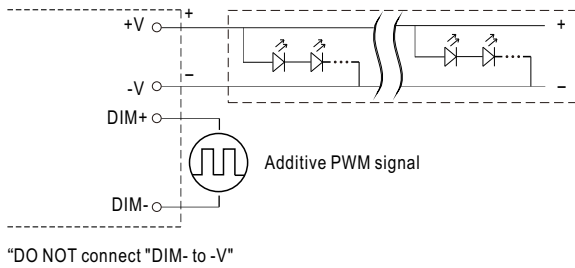 +V + +
-V − −
DIM+
Additive PWM signal
DIM-
“DO NOT connect "DIM- to -V"